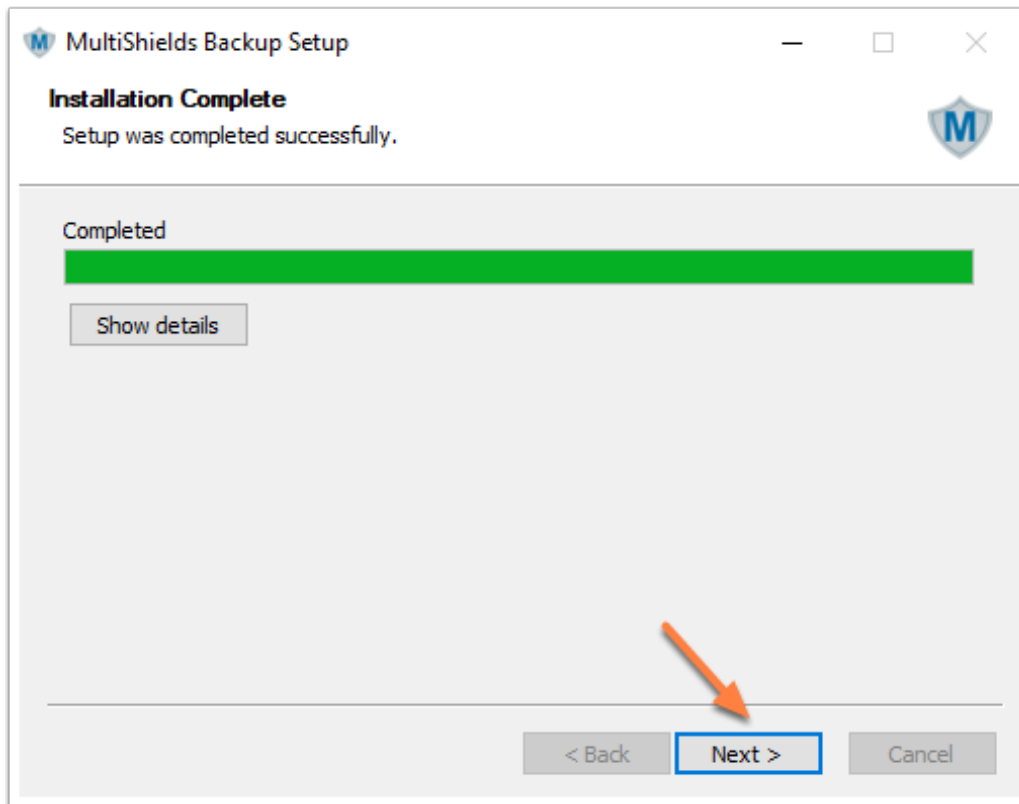 M MultiShields Backup Setup
Installation Complete
Setup was completed successfully.
M
Completed
Show details
< Back Next > Cancel